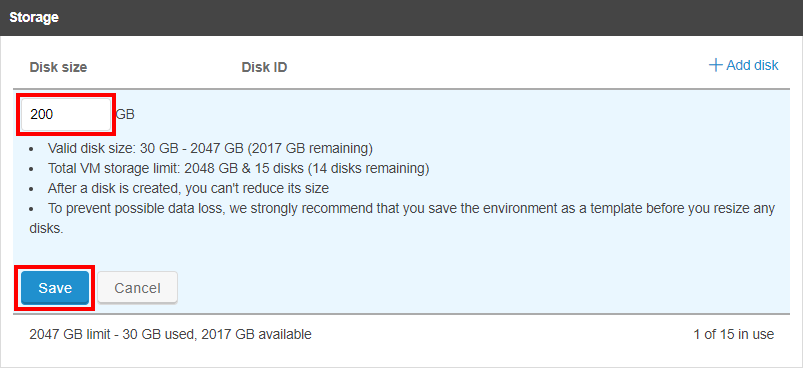 Storage
Disk size Disk ID + Add disk
200 GB
• Valid disk size: 30 GB - 2047 GB (2017 GB remaining)
• Total VM storage limit: 2048 GB & 15 disks (14 disks remaining)
• After a disk is created, you can't reduce its size
• To prevent possible data loss, we strongly recommend that you save the environment as a template before you resize any
disks.
Save Cancel
2047 GB limit - 30 GB used, 2017 GB available 1 of 15 in use